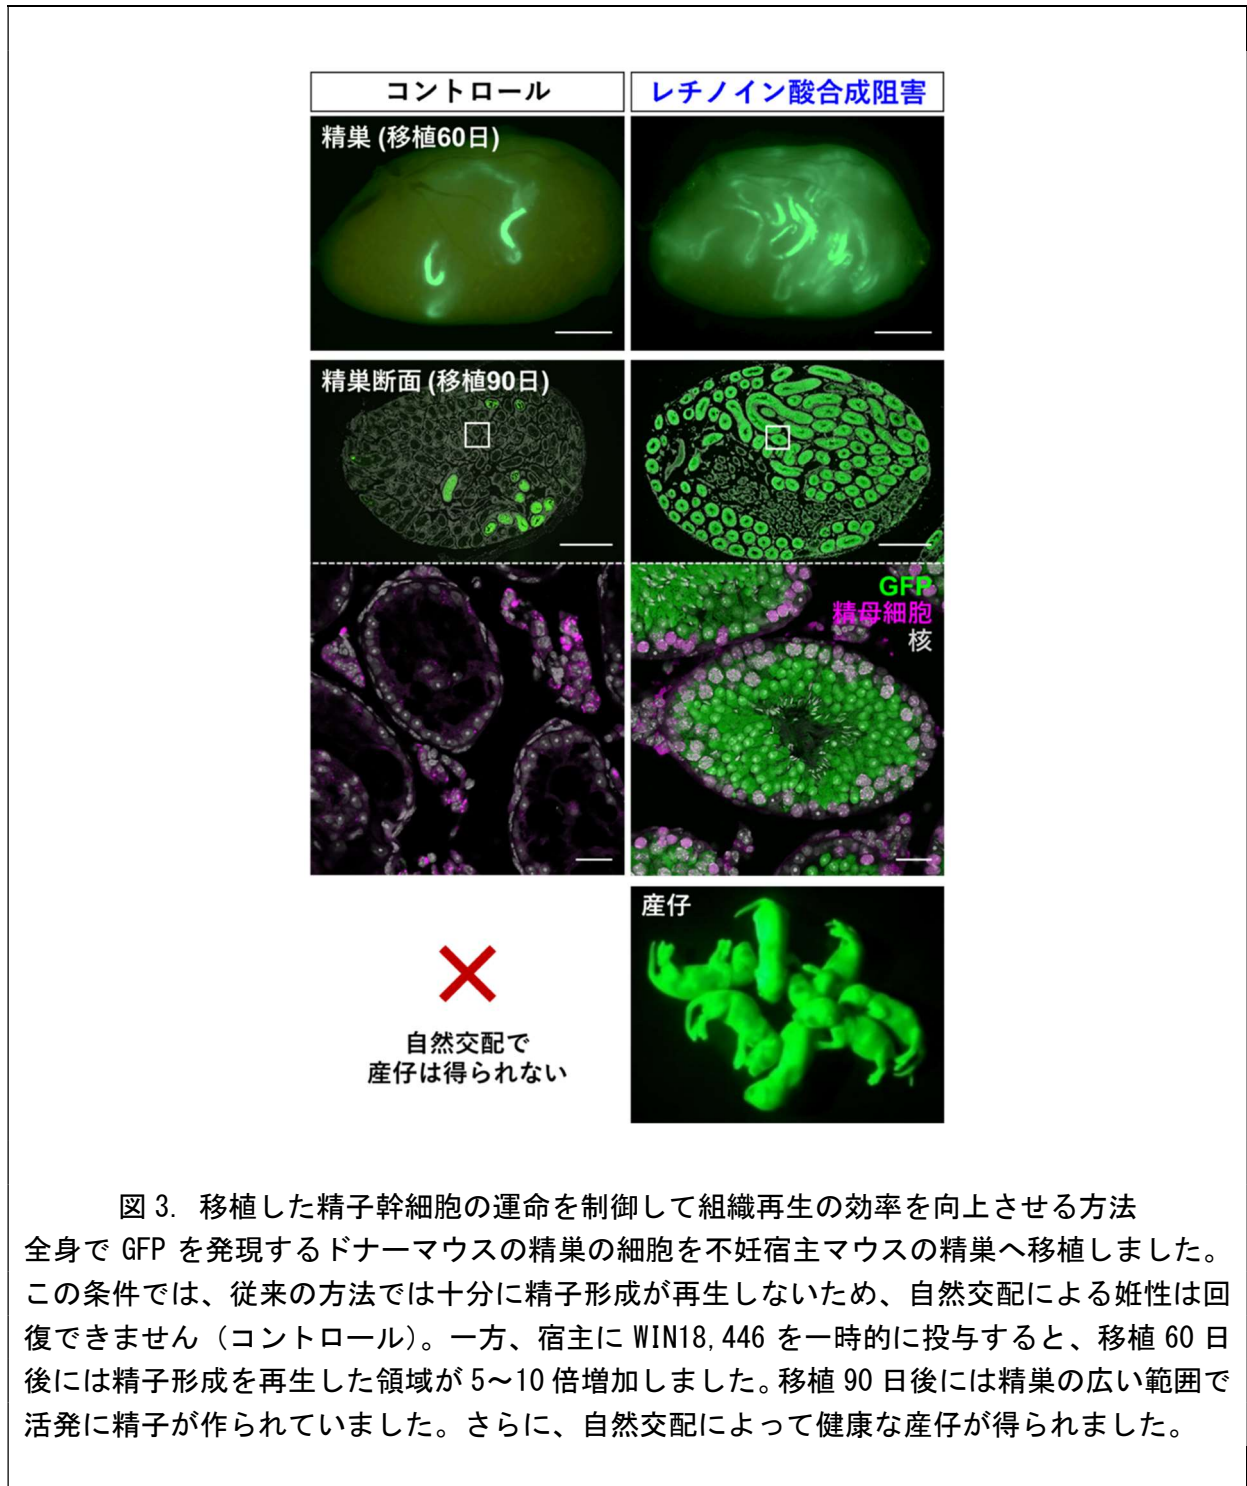 コントロール
レチノイン酸合成阻害
精巣 (移植60日)
精巣断面 (移植90日)
GFP
精母細胞
核
産仔
自然交配で
産仔は得られない
図 3. 移植した精子幹細胞の運命を制御して組織再生の効率を向上させる方法
全身で GFP を発現するドナーマウスの精巣の細胞を不妊宿主マウスの精巣へ移植しました。
この条件では、従来の方法では十分に精子形成が再生しないため、自然交配による妊性は回
復できません（コントロール）。一方、宿主に WIN18,446 を一時的に投与すると、移植 60 日
後には精子形成を再生した領域が 5～10 倍増加しました。移植 90 日後には精巣の広い範囲で
活発に精子が作られていました。さらに、自然交配によって健康な産仔が得られました。